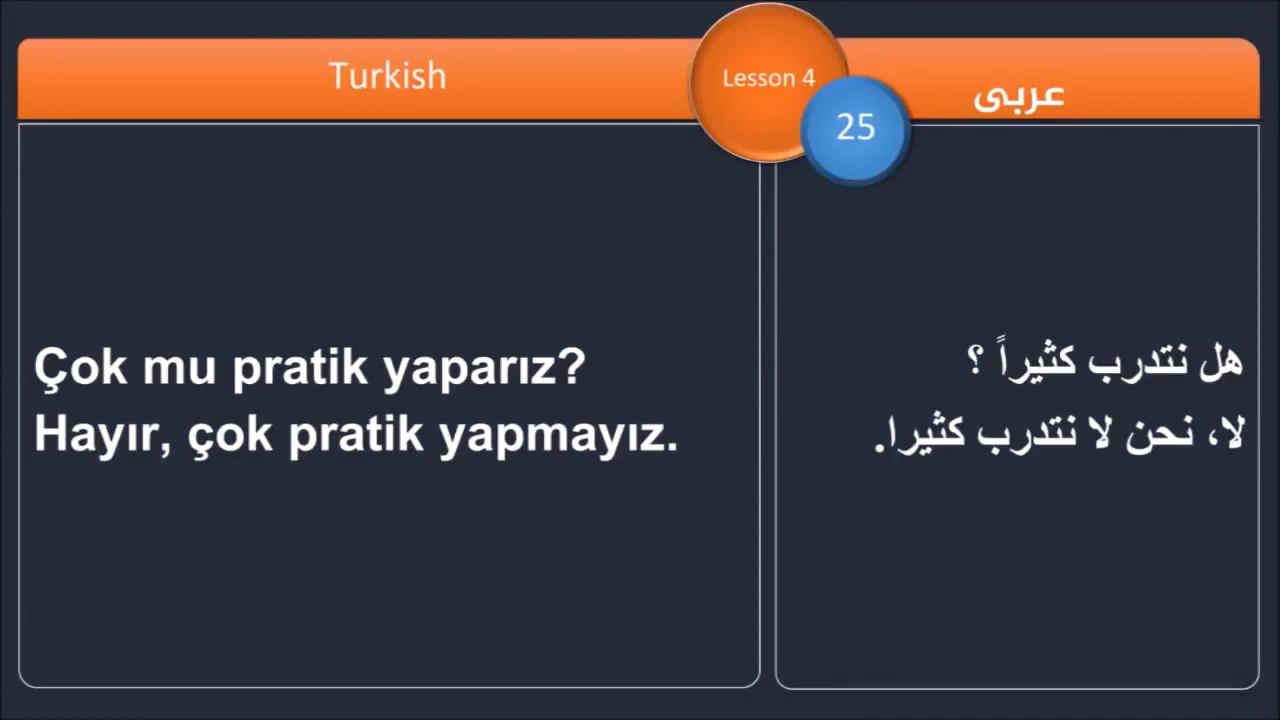 Turkish
Lesson 4
25
عربى
Çok mu pratik yaparız?
Hayır, çok pratik yapmayız.
هل نتدرب كثيراً ؟
لا، نحن لا نتدرب كثيرا.